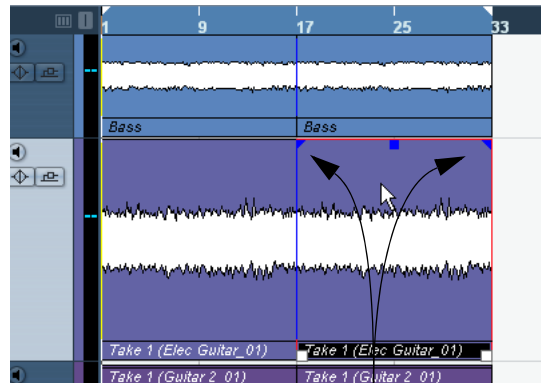 1 9 17 25 33
Bass Bass
Take 1 (Elec Guitar_01) Take 1 (Elec Guitar_01)
Take 1 (Guitar 2_01) Take 1 (Guitar 2_01)